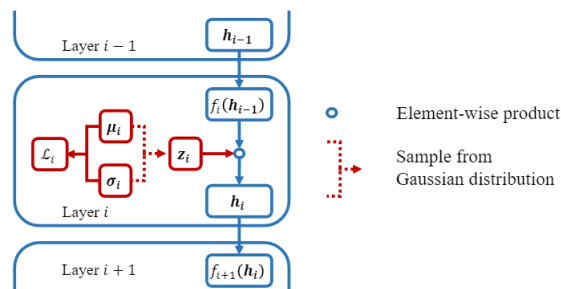 h_{i−1}
Layer i − 1
f_i(h_{i−1})
Element-wise product
μ_i
ℒ_i
z_i
Sample from
Gaussian distribution
σ_i
h_i
Layer i
Layer i + 1
f_{i+1}(h_i)